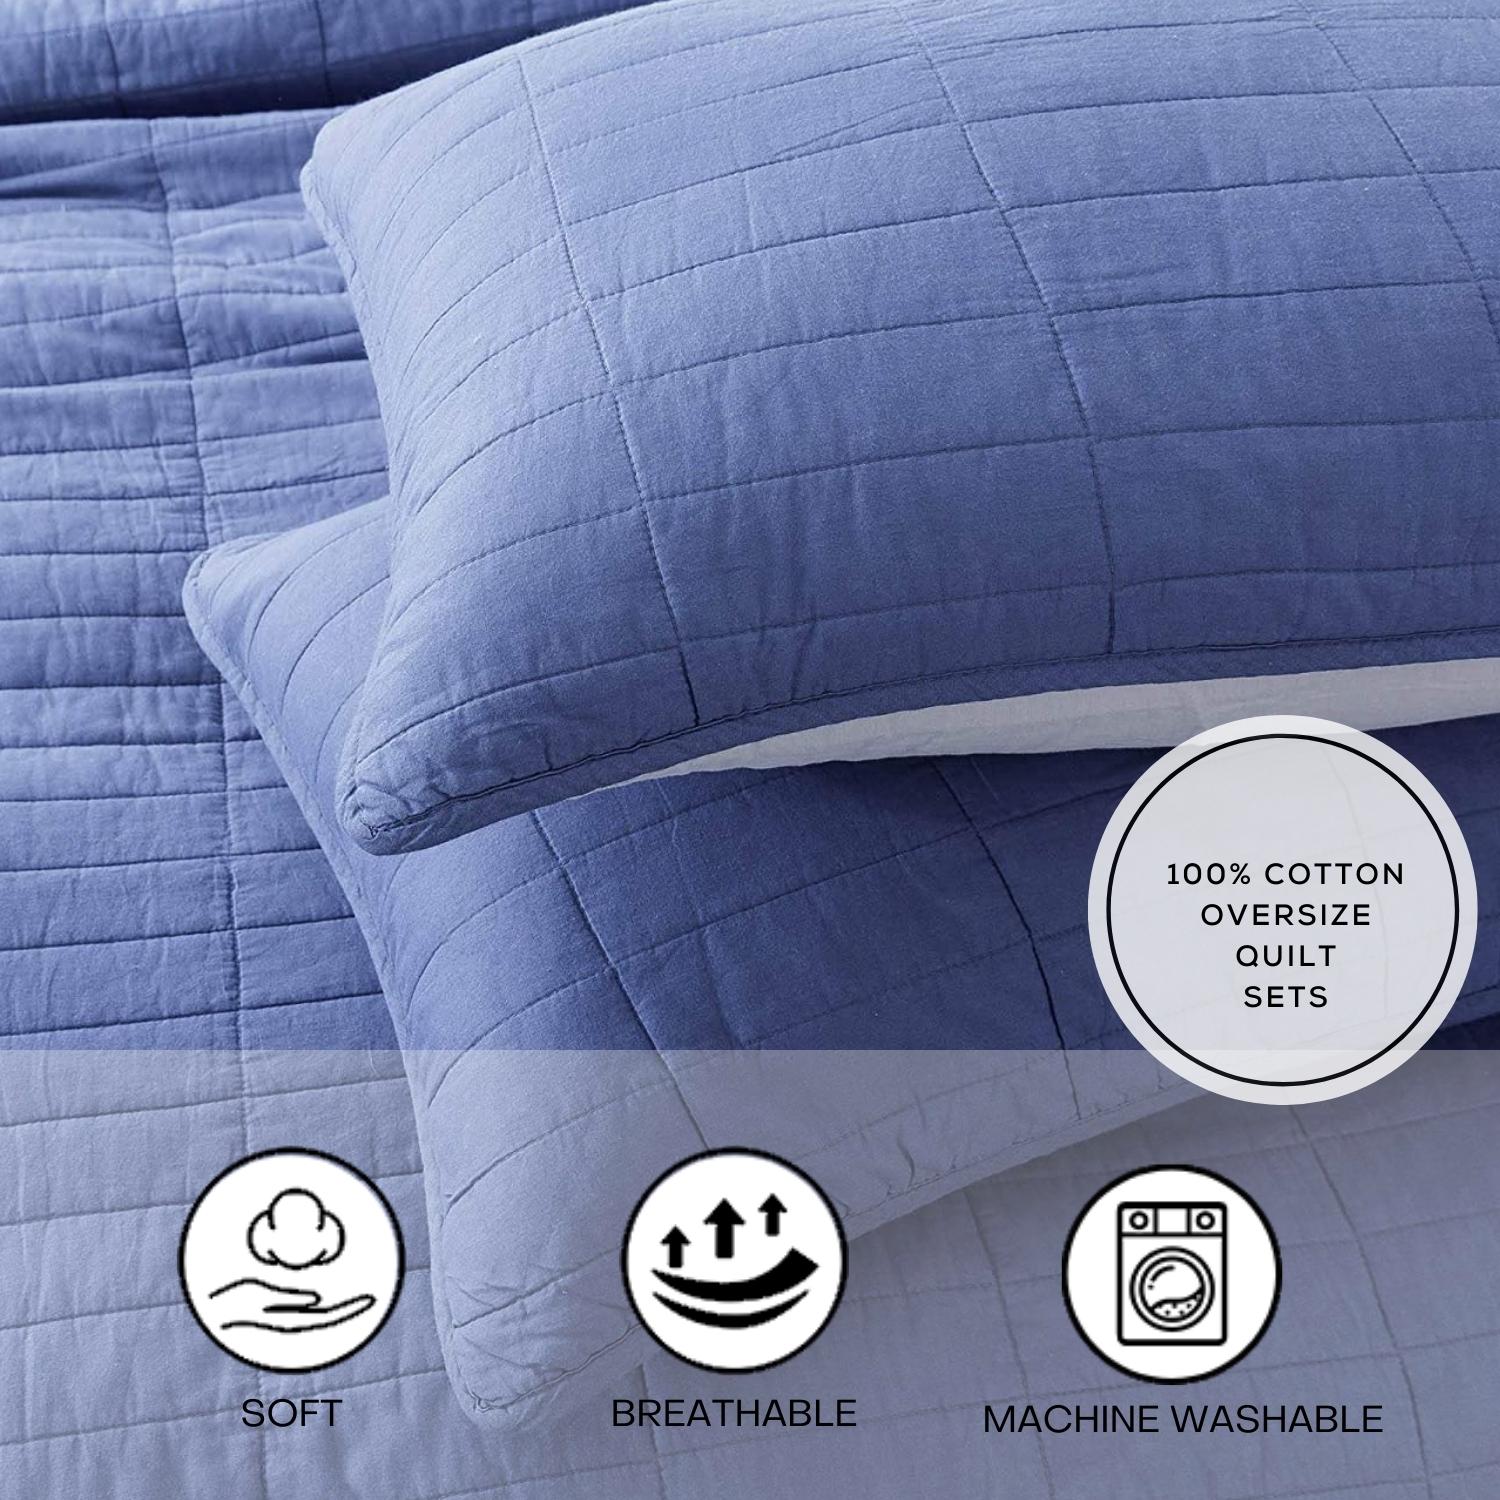 100% COTTON
OVERSIZE
QUILT
SETS
SOFT
BREATHABLE
MACHINE WASHABLE